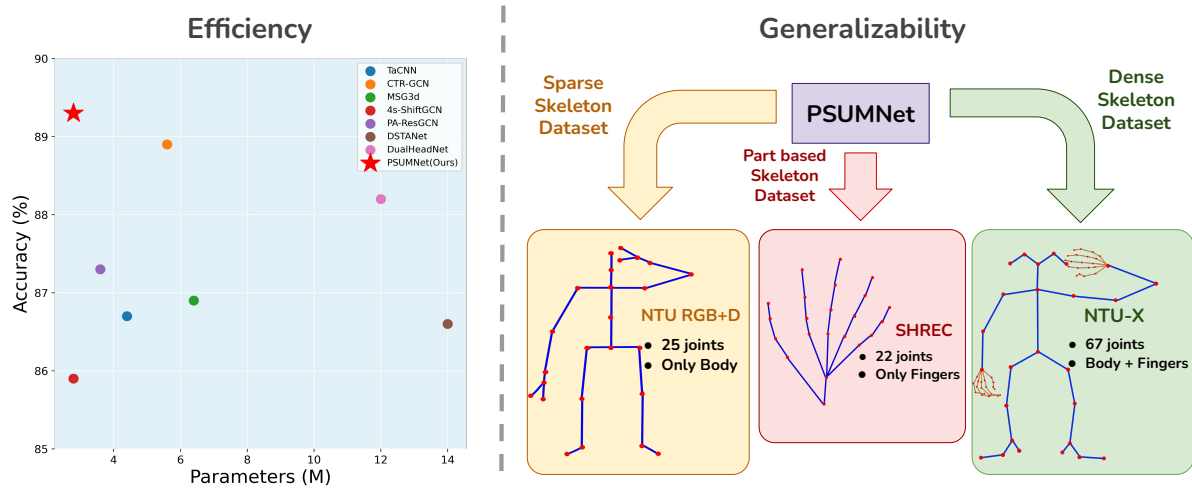 Efficiency
90
89
88
87
86
85
Accuracy (%)
4
6
8
10
12
14
Parameters (M)
TaCNN
CTR-GCN
MSG3d
4s-ShiftGCN
PA-ResGCN
DSTANet
DualHeadNet
PSUMNet(Ours)
Generalizability
Sparse
Skeleton
Dataset
PSUMNet
Part based
Skeleton
Dataset
Dense
Skeleton
Dataset
NTU RGB+D
● 25 joints
● Only Body
SHREC
● 22 joints
● Only Fingers
NTU-X
● 67 joints
● Body + Fingers